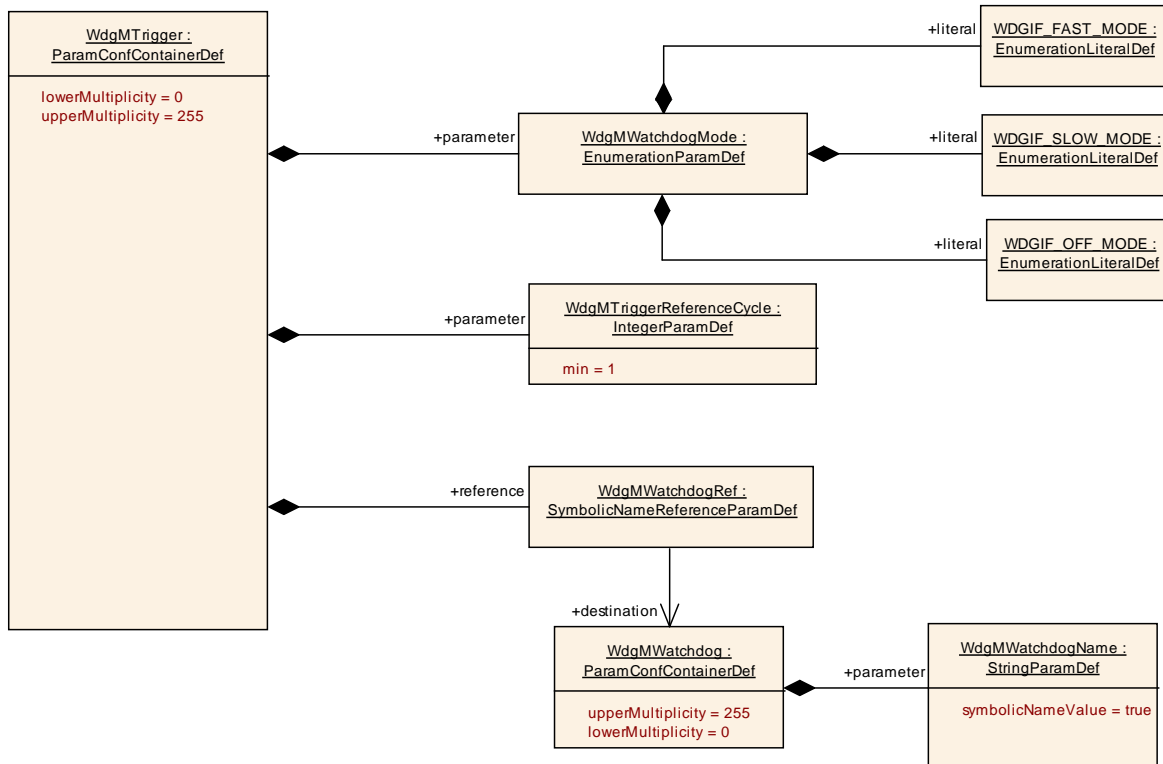 WdgMTrigger :
ParamConfContainerDef
lowerMultiplicity = 0
upperMultiplicity = 255
+parameter
WdgMWatchdogMode :
EnumerationParamDef
+literal
WDGIF_FAST_MODE :
EnumerationLiteralDef
+literal
WDGIF_SLOW_MODE :
EnumerationLiteralDef
+literal
WDGIF_OFF_MODE :
EnumerationLiteralDef
+parameter
WdgMTriggerReferenceCycle :
IntegerParamDef
min = 1
+reference
WdgMWatchdogRef :
SymbolicNameReferenceParamDef
+destination
WdgMWatchdog :
ParamConfContainerDef
upperMultiplicity = 255
lowerMultiplicity = 0
+parameter
WdgMWatchdogName :
StringParamDef
symbolicNameValue = true